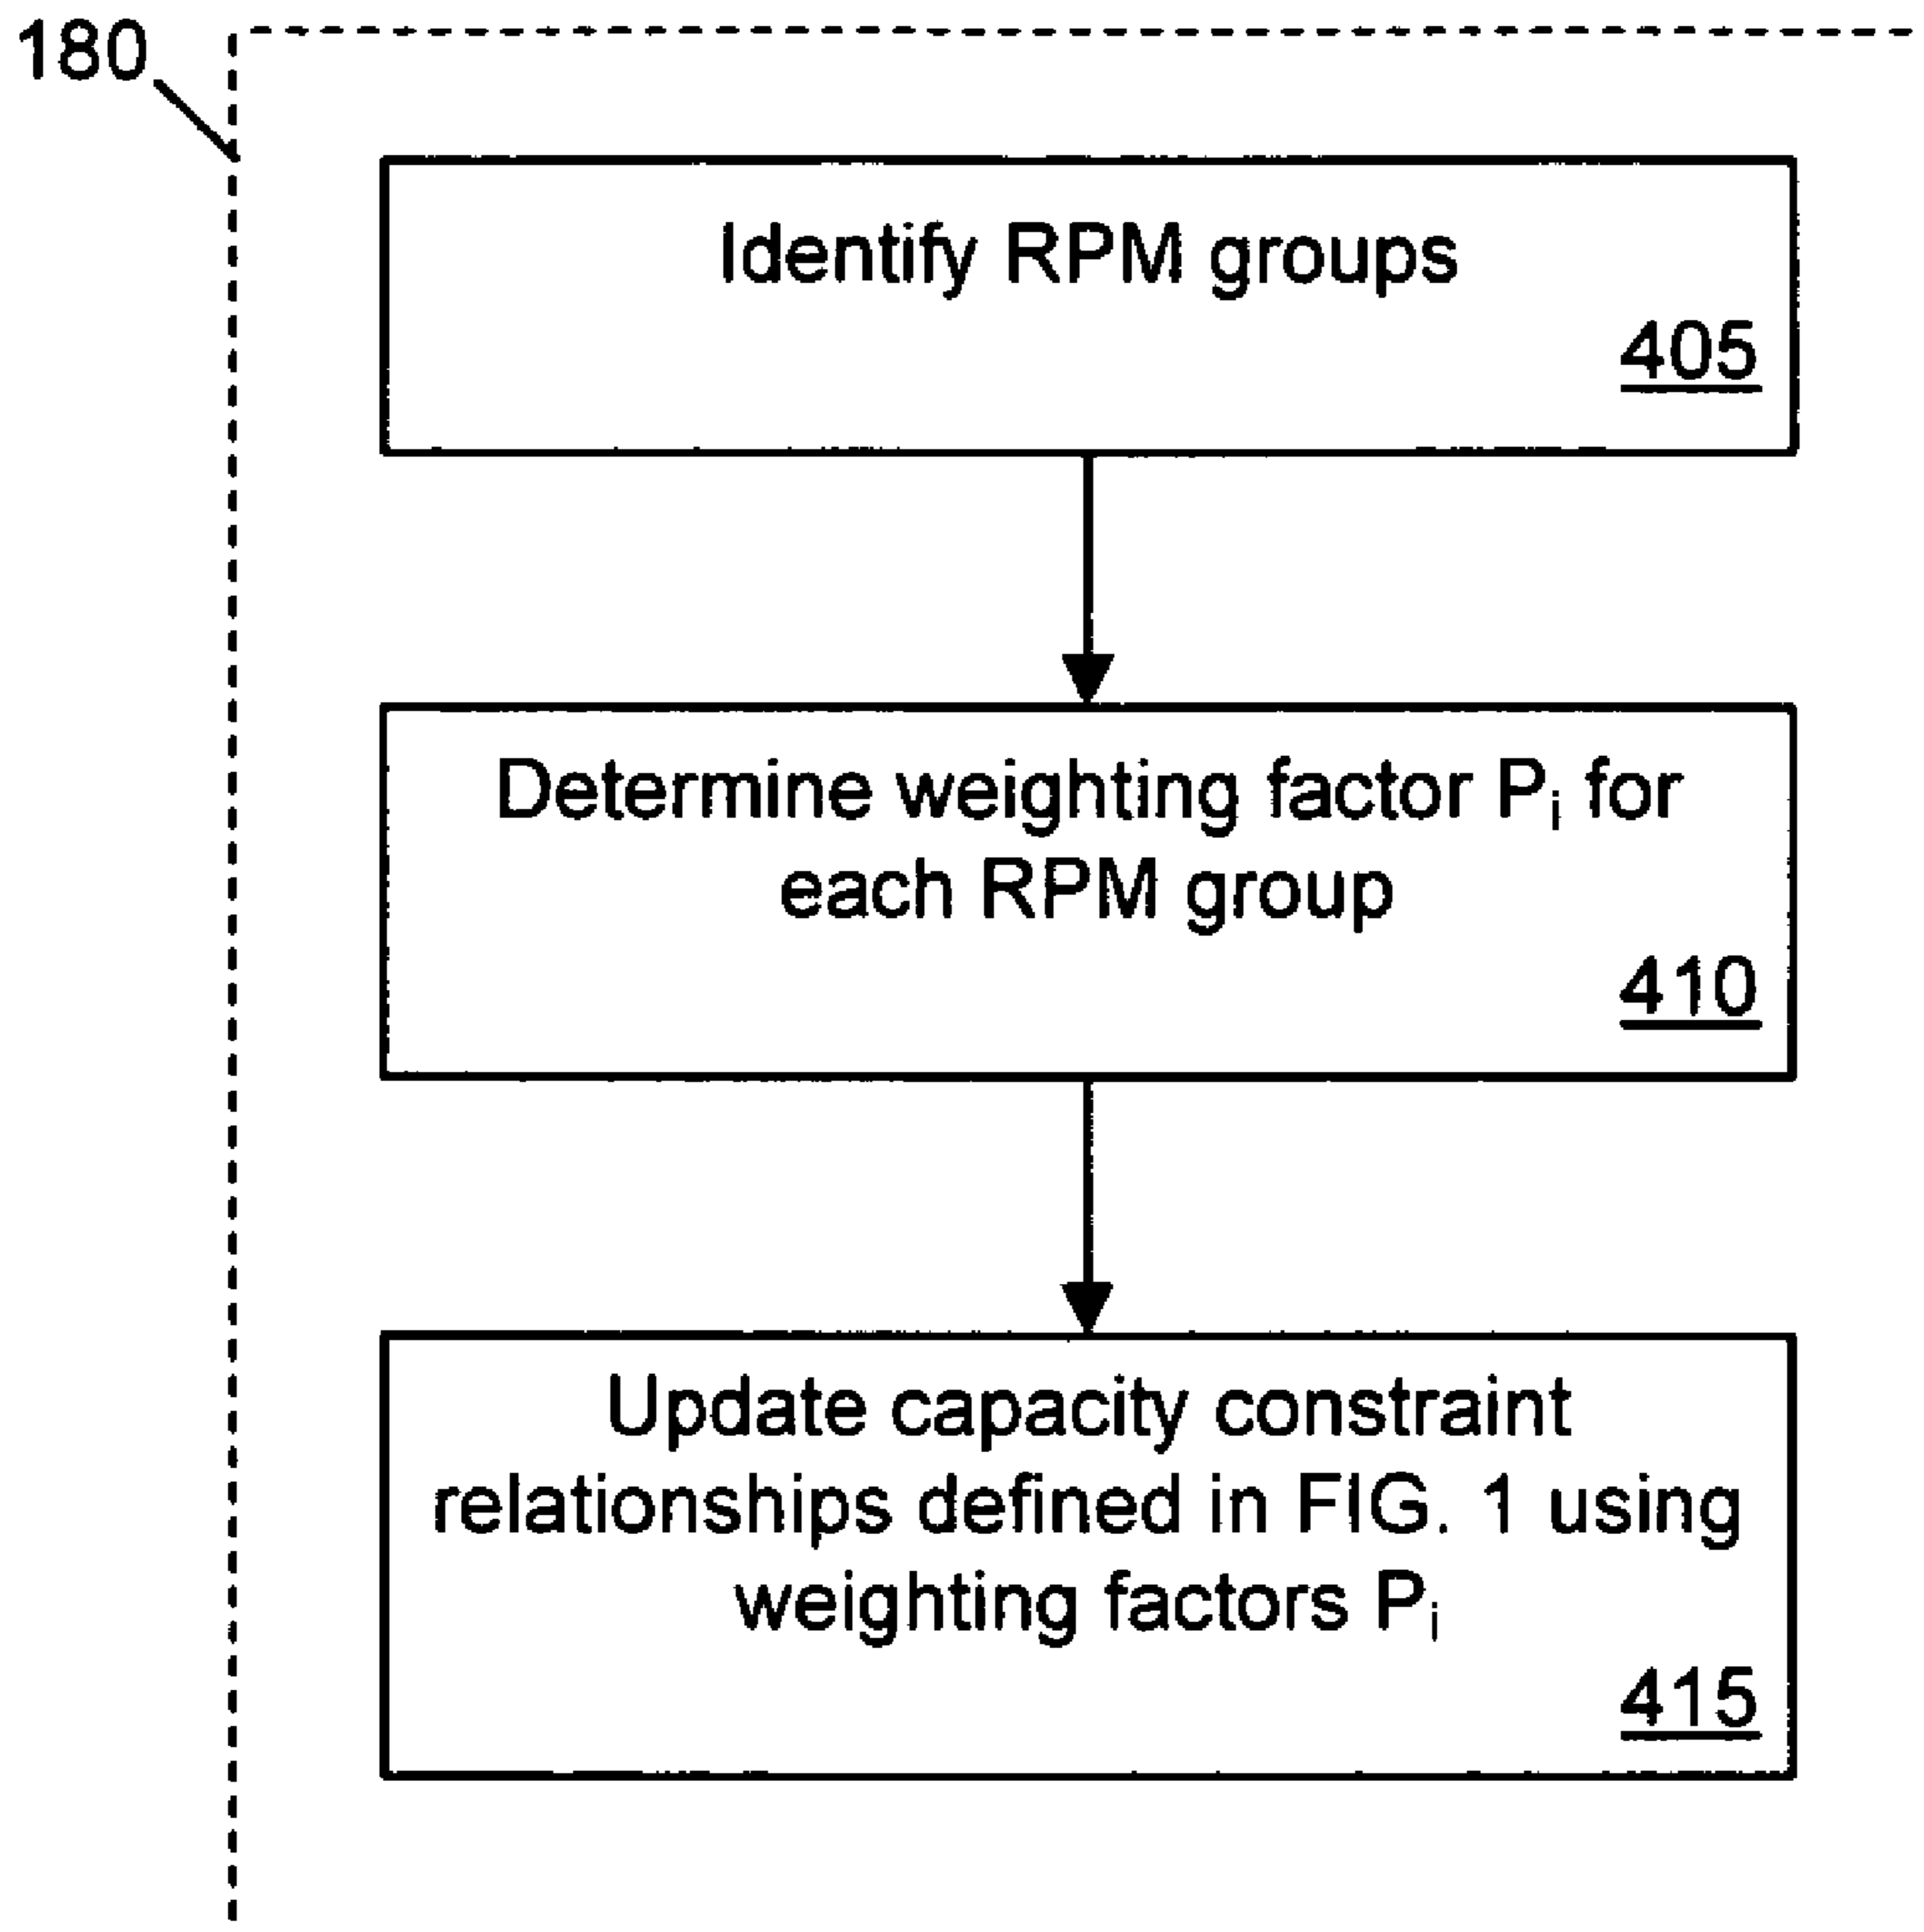 180
Identify RPM groups
405
Determine weighting factor Pᵢ for
each RPM group
410
Update capacity constraint
relationships defined in FIG. 1 using
weighting factors Pᵢ
415